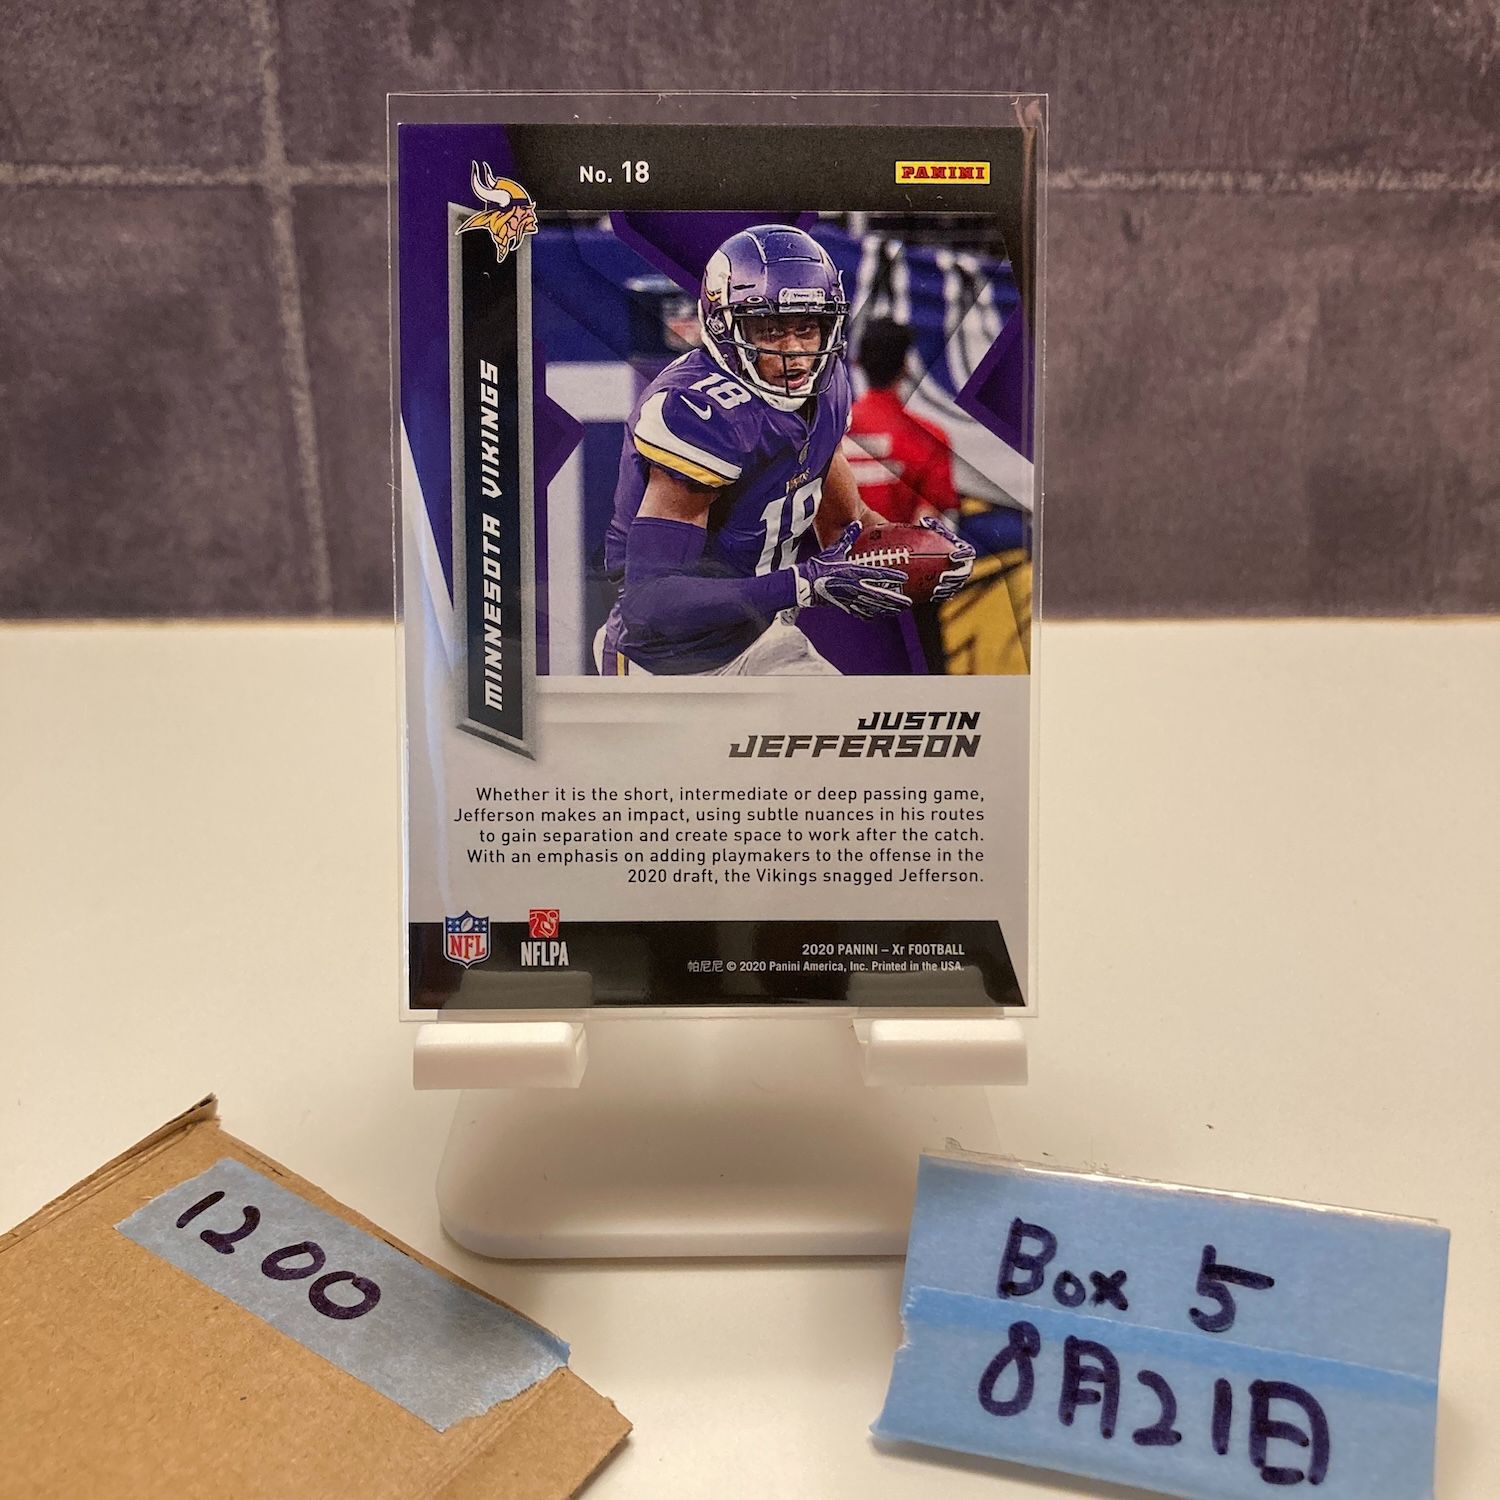 No. 18
PANINI
MINNESOTA VIKINGS
18
18
JUSTIN
JEFFERSON
Whether it is the short, intermediate or deep passing game,
Jefferson makes an impact, using subtle nuances in his routes
to gain separation and create space to work after the catch.
With an emphasis on adding playmakers to the offense in the
2020 draft, the Vikings snagged Jefferson.
NFL
NFLPA
2020 PANINI – Xr FOOTBALL
帕尼尼 © 2020 Panini America, Inc. Printed in the USA.
1200
Box 5
8月21日